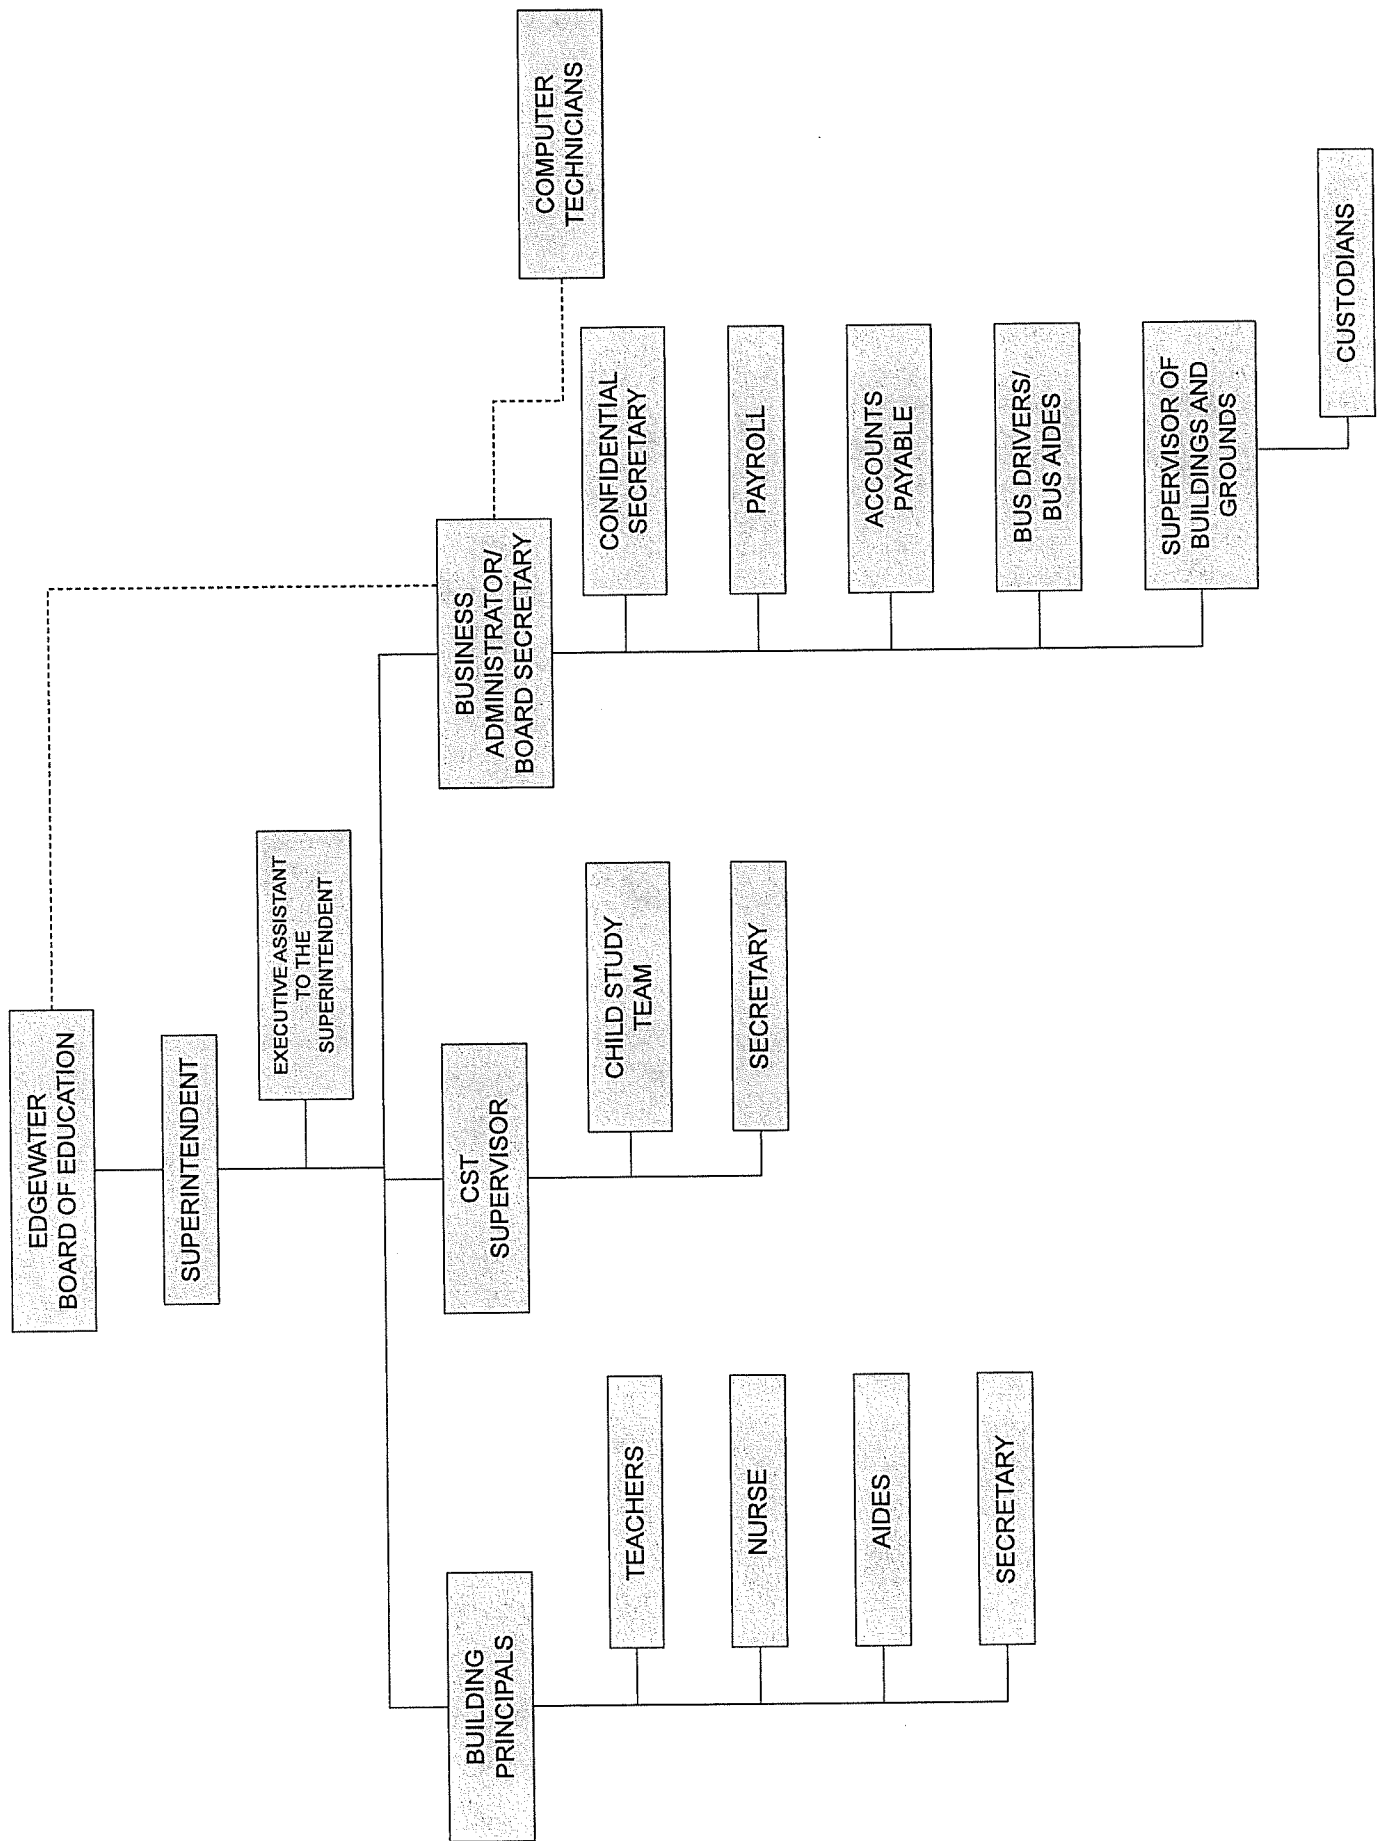 EDGEWATER
BOARD OF EDUCATION
SUPERINTENDENT
EXECUTIVE ASSISTANT
TO THE
SUPERINTENDENT
BUILDING
PRINCIPALS
TEACHERS
NURSE
AIDES
SECRETARY
CST
SUPERVISOR
CHILD STUDY
TEAM
SECRETARY
BUSINESS
ADMINISTRATOR/
BOARD SECRETARY
COMPUTER
TECHNICIANS
CONFIDENTIAL
SECRETARY
PAYROLL
ACCOUNTS
PAYABLE
BUS DRIVERS/
BUS AIDES
SUPERVISOR OF
BUILDINGS AND
GROUNDS
CUSTODIANS